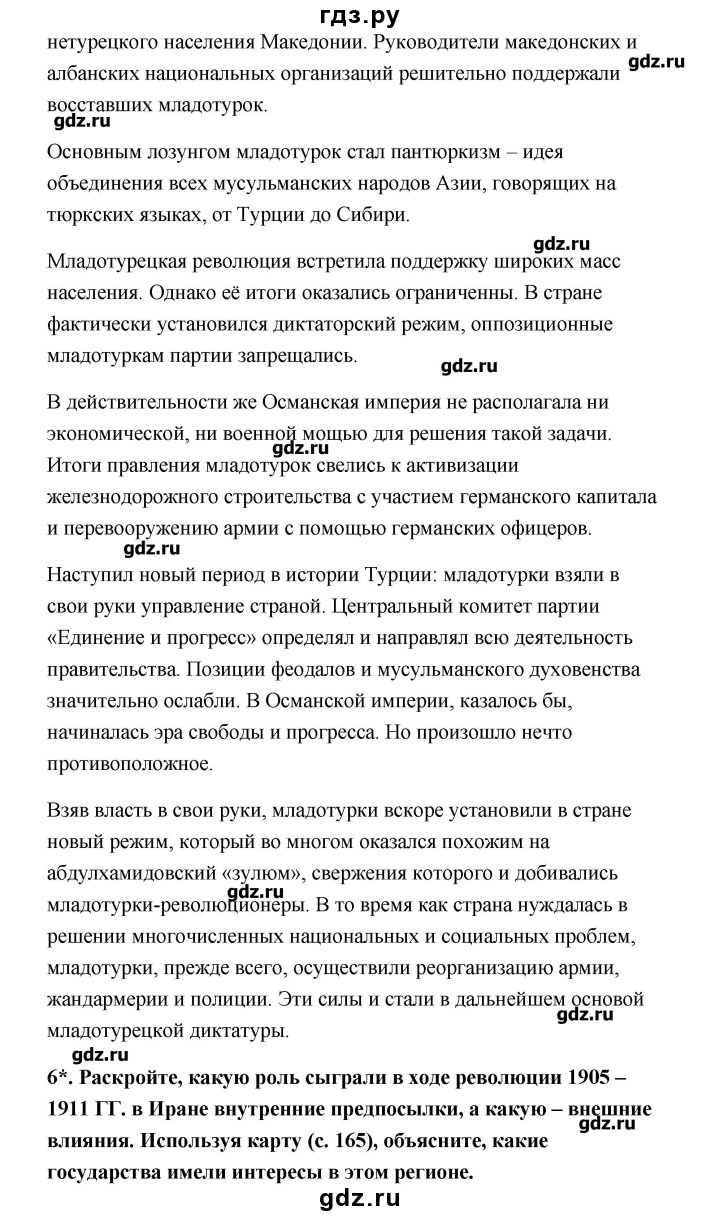 гдз.ру
нетурецкого населения Македонии. Руководители македонских и
gdz.ru
албанских национальных организаций решительно поддержали
восставших младотурок.
gdz.ru
Основным лозунгом младотурок стал пантюркизм – идея
объединения всех мусульманских народов Азии, говорящих на
тюркских языках, от Турции до Сибири.
gdz.ru
Младотурецкая революция встретила поддержку широких масс
населения. Однако её итоги оказались ограниченны. В стране
фактически установился диктаторский режим, оппозиционные
младотуркам партии запрещались.
gdz.ru
В действительности же Османская империя не располагала ни
экономической, ни военной мощью для решения такой задачи.
gdz.ru
Итоги правления младотурок свелись к активизации
железнодорожного строительства с участием германского капитала
и перевооружению армии с помощью германских офицеров.
gdz.ru
Наступил новый период в истории Турции: младотурки взяли в
свои руки управление страной. Центральный комитет партии
«Единение и прогресс» определял и направлял всю деятельность
правительства. Позиции феодалов и мусульманского духовенства
значительно ослабли. В Османской империи, казалось бы,
начиналась эра свободы и прогресса. Но произошло нечто
противоположное.
Взяв власть в свои руки, младотурки вскоре установили в стране
новый режим, который во многом оказался похожим на
абдулхамидовский «зулюм», свержения которого и добивались
gdz.ru
младотурки-революционеры. В то время как страна нуждалась в
решении многочисленных национальных и социальных проблем,
младотурки, прежде всего, осуществили реорганизацию армии,
жандармерии и полиции. Эти силы и стали в дальнейшем основой
gdz.ru
младотурецкой диктатуры.
gdz.ru
6*. Раскройте, какую роль сыграли в ходе революции 1905 –
1911 ГГ. в Иране внутренние предпосылки, а какую – внешние
gdz.ru
влияния. Используя карту (с. 165), объясните, какие
государства имели интересы в этом регионе.
gdz.ru